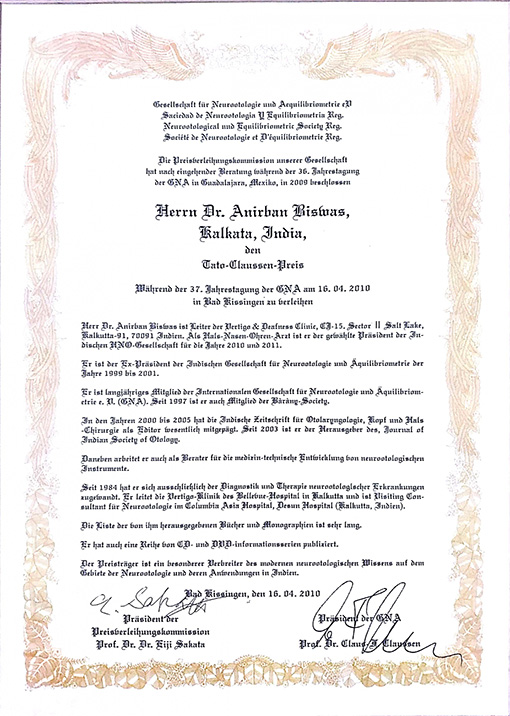 Gesellschaft für Neurootologie und Aequilibriometrie eV
Sociedad de Neurootologia Y Equilibriometria Reg.
Neurootological und Equilibriometric Society Reg.
Société de Neurootologie et D'équilibriometrie Reg.
Die Preisverleihungskommission unserer Gesellschaft
hat nach eingehender Beratung während der 36. Jahrestagung
der GNA in Guadalajara, Mexiko, in 2009 beschlossen
Herrn Dr. Anirban Biswas,
Kalkata, India,
den
Tato-Claussen-Preis
Während der 37. Jahrestagung der GNA am 16. 04. 2010
in Bad Kissingen zu verleihen
Herr Dr. Anirban Biswas ist Leiter der Vertigo & Deafness Clinic, CJ-15, Sector II Salt Lake,
Kalkutta-91, 70091 Indien. Als Hals-Nasen-Ohren-Arzt ist er der gewählte Präsident der In-
dischen HNO-Gesellschaft für die Jahre 2010 und 2011.
Er ist der Ex-Präsident der Indischen Gesellschaft für Neurootologie und Äquilibriometrie der
Jahre 1999 bis 2001.
Er ist langjähriges Mitglied der Internationalen Gesellschaft für Neurootologie und Äquilibriom-
etrie e. V. (GNA). Seit 1997 ist er auch Mitglied der Bárány-Society.
In den Jahren 2000 bis 2005 hat die Indische Zeitschrift für Otolaryngologie, Kopf und Hals
-Chirurgie als Editor wesentlich mitgepägt. Seit 2003 ist er der Herausgeber des, Journal of
Indian Society of Otology.
Daneben arbeitet er auch als Berater für die medizin-technische Entwicklung von neurootologischen
Instrumente.
Seit 1984 hat er sich ausschließlich der Diagnostik und Therapie neurootologischer Erkrankungen
zugewandt. Er leitet die Vertigo-Klinik des Bellevue-Hospital in Kalkutta und ist Visiting Con-
sultant für Neurootologie im Columbia Asia Hospital, Desun Hospital (Kalkutta, Indien).
Die Liste der von ihm herausgegebenen Bücher und Monographien ist sehr lang.
Er hat auch eine Reihe von CD- und DVD-informationsserien publiziert.
Der Preisträger ist ein besonderer Verbreiter des modernen neurootologischen Wissens auf dem
Gebiete der Neurootologie und deren Anwendungen in Indien.
Bad Kissingen, den 16. 04. 2010
Präsident der
Preisverleihungskommission
Prof. Dr. Dr. Eiji Sakata
Präsident der GNA
Prof. Dr. Claus-F. Claussen